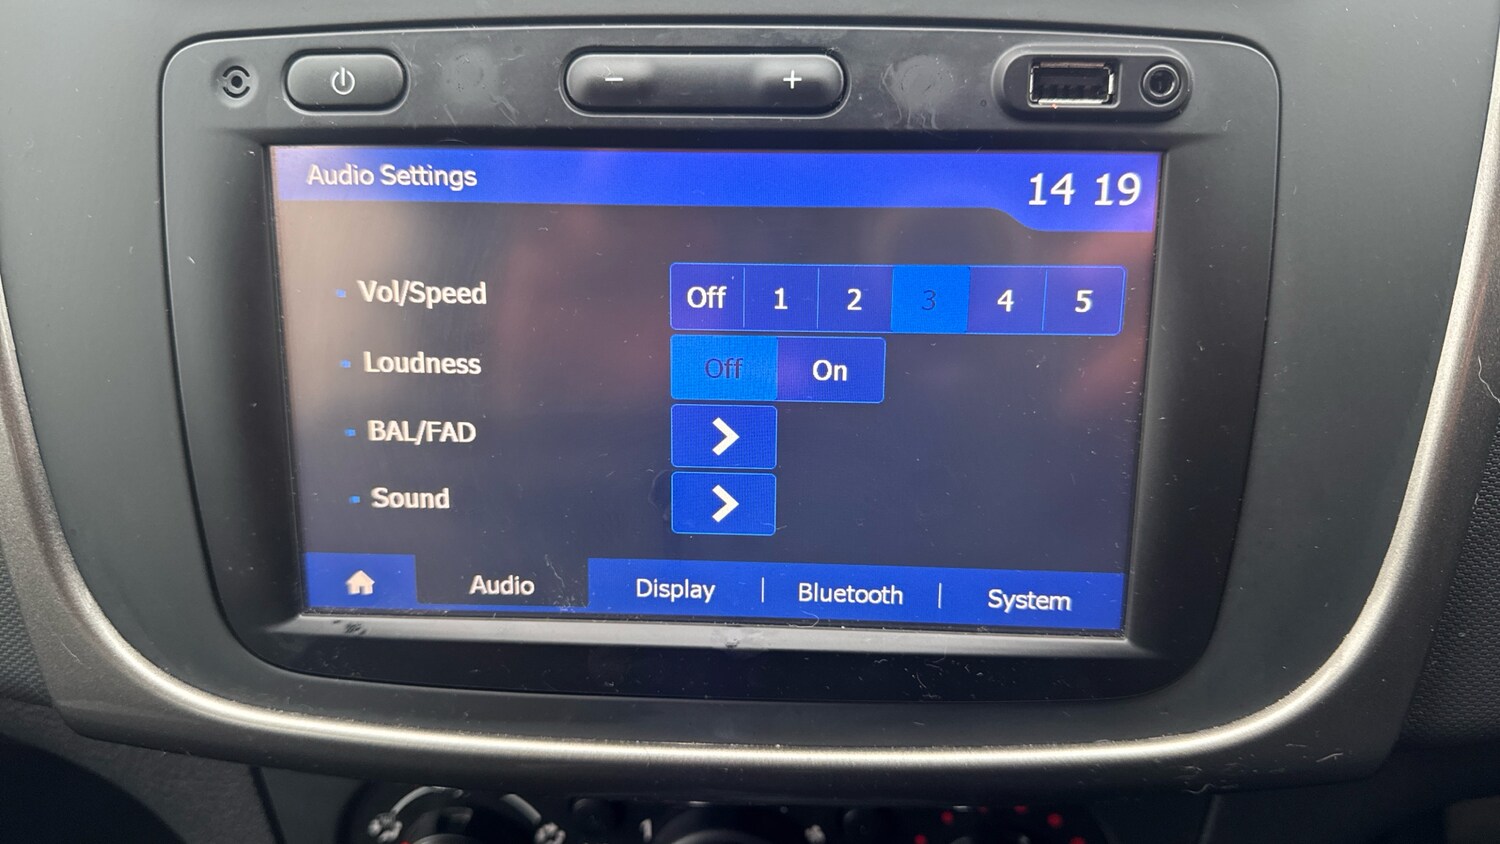 − +
Audio Settings 14 19
Vol/Speed Off 1 2 3 4 5
Loudness Off On
BAL/FAD
Sound
Audio Display | Bluetooth | System
1